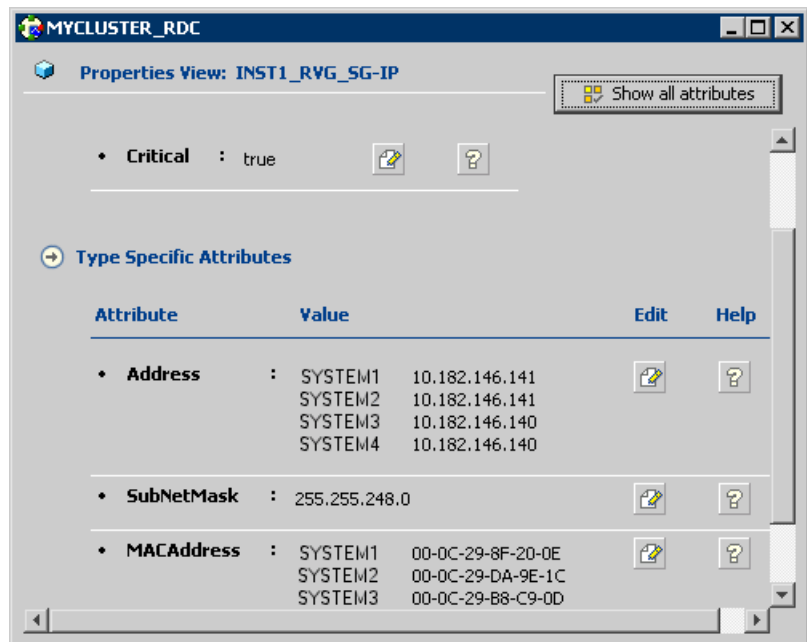 MYCLUSTER_RDC
Properties View: INST1_RVG_SG-IP
Show all attributes
• Critical : true
Type Specific Attributes
Attribute Value Edit Help
• Address : SYSTEM1 10.182.146.141
SYSTEM2 10.182.146.141
SYSTEM3 10.182.146.140
SYSTEM4 10.182.146.140
• SubNetMask : 255.255.248.0
• MACAddress : SYSTEM1 00-0C-29-8F-20-0E
SYSTEM2 00-0C-29-DA-9E-1C
SYSTEM3 00-0C-29-B8-C9-0D